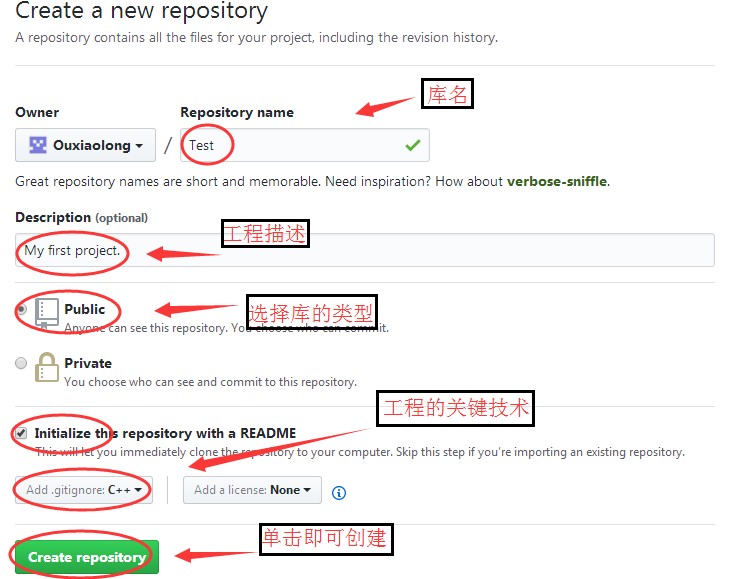 Create a new repository
A repository contains all the files for your project, including the revision history.
库名
Owner
Repository name
Ouxiaolong / Test
Great repository names are short and memorable. Need inspiration? How about verbose-sniffle.
Description (optional)
工程描述
My first project.
Public
选择库的类型
Anyone can see this repository. You choose who can commit.
Private
You choose who can see and commit to this repository.
工程的关键技术
Initialize this repository with a README
This will let you immediately clone the repository to your computer. Skip this step if you're importing an existing repository.
Add .gitignore: C++
Add a license: None
单击即可创建
Create repository